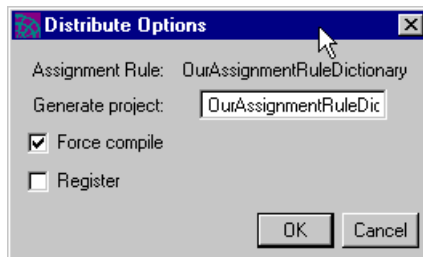 Distribute Options
Assignment Rule: OurAssignmentRuleDictionary
Generate project: OurAssignmentRuleDic
Force compile
Register
OK Cancel